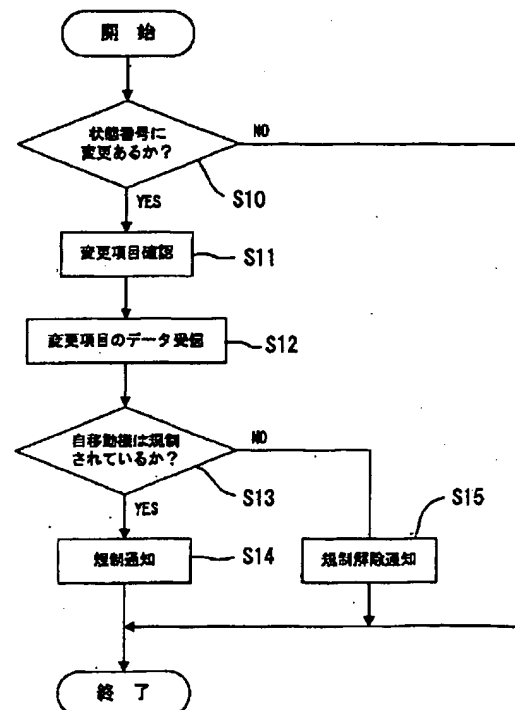 開 始
状態番号に
変更あるか？
NO
S10
YES
変更項目確認
S11
変更項目のデータ受信
S12
自移動機は規制
されているか？
NO
S13
YES
S15
規制通知
S14
規制解除通知
終 了